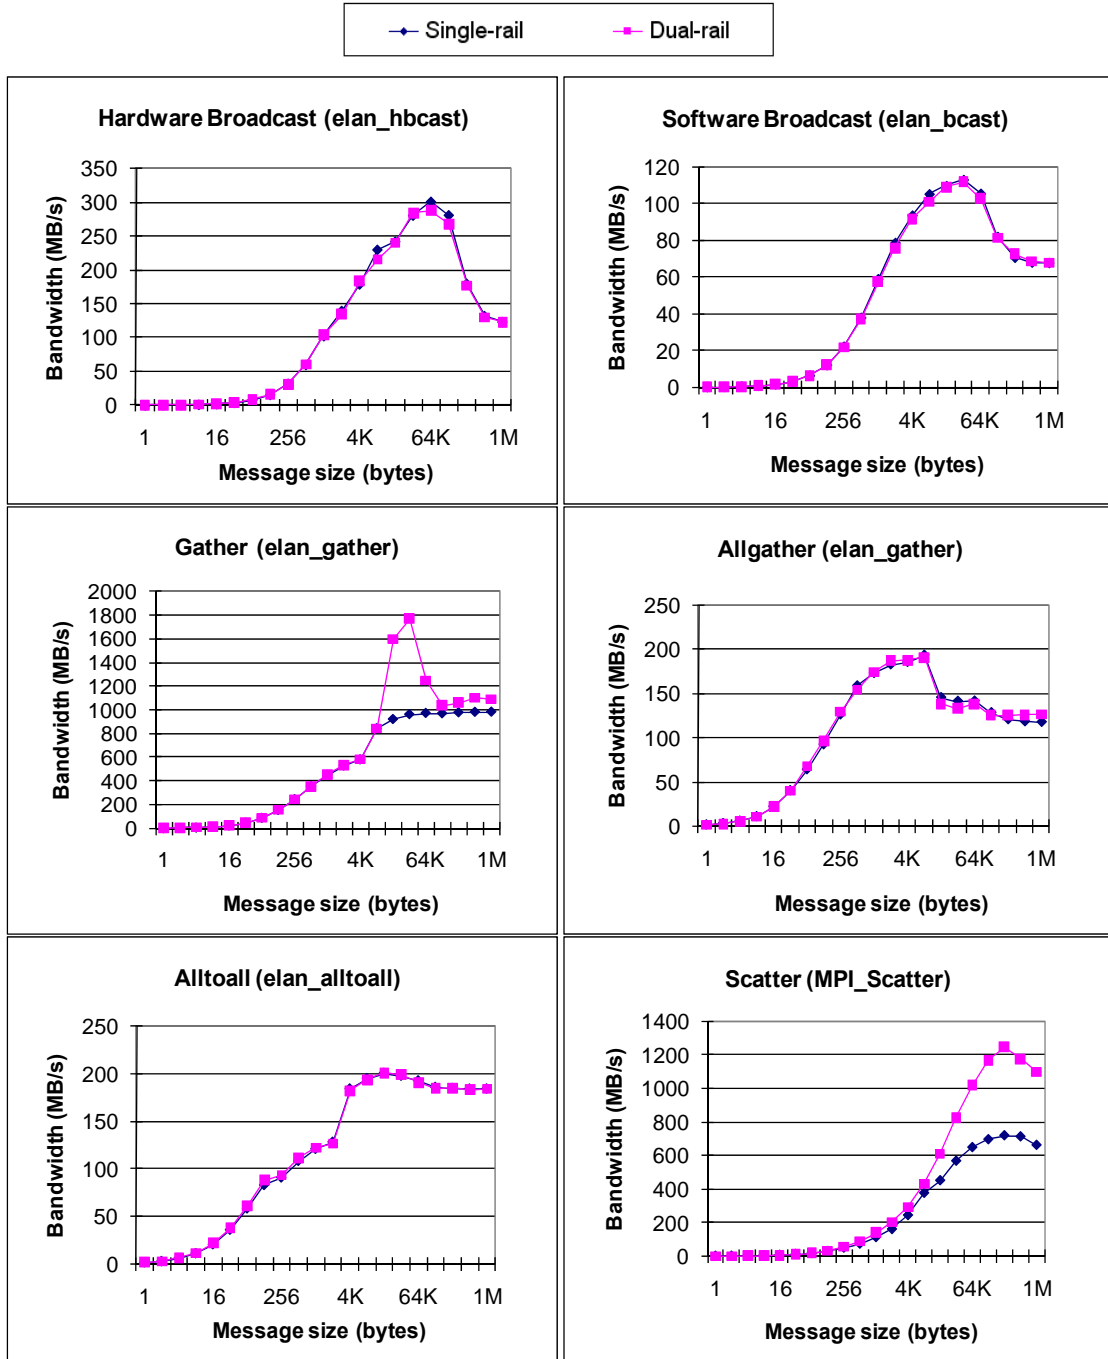 Single-rail
Dual-rail
Hardware Broadcast (elan_hbcast)
Bandwidth (MB/s)
350
300
250
200
150
100
50
0
1 16 256 4K 64K 1M
Message size (bytes)
Software Broadcast (elan_bcast)
Bandwidth (MB/s)
120
100
80
60
40
20
0
1 16 256 4K 64K 1M
Message size (bytes)
Gather (elan_gather)
Bandwidth (MB/s)
2000
1800
1600
1400
1200
1000
800
600
400
200
0
1 16 256 4K 64K 1M
Message size (bytes)
Allgather (elan_gather)
Bandwidth (MB/s)
250
200
150
100
50
0
1 16 256 4K 64K 1M
Message size (bytes)
Alltoall (elan_alltoall)
Bandwidth (MB/s)
250
200
150
100
50
0
1 16 256 4K 64K 1M
Message size (bytes)
Scatter (MPI_Scatter)
Bandwidth (MB/s)
1400
1200
1000
800
600
400
200
0
1 16 256 4K 64K 1M
Message size (bytes)